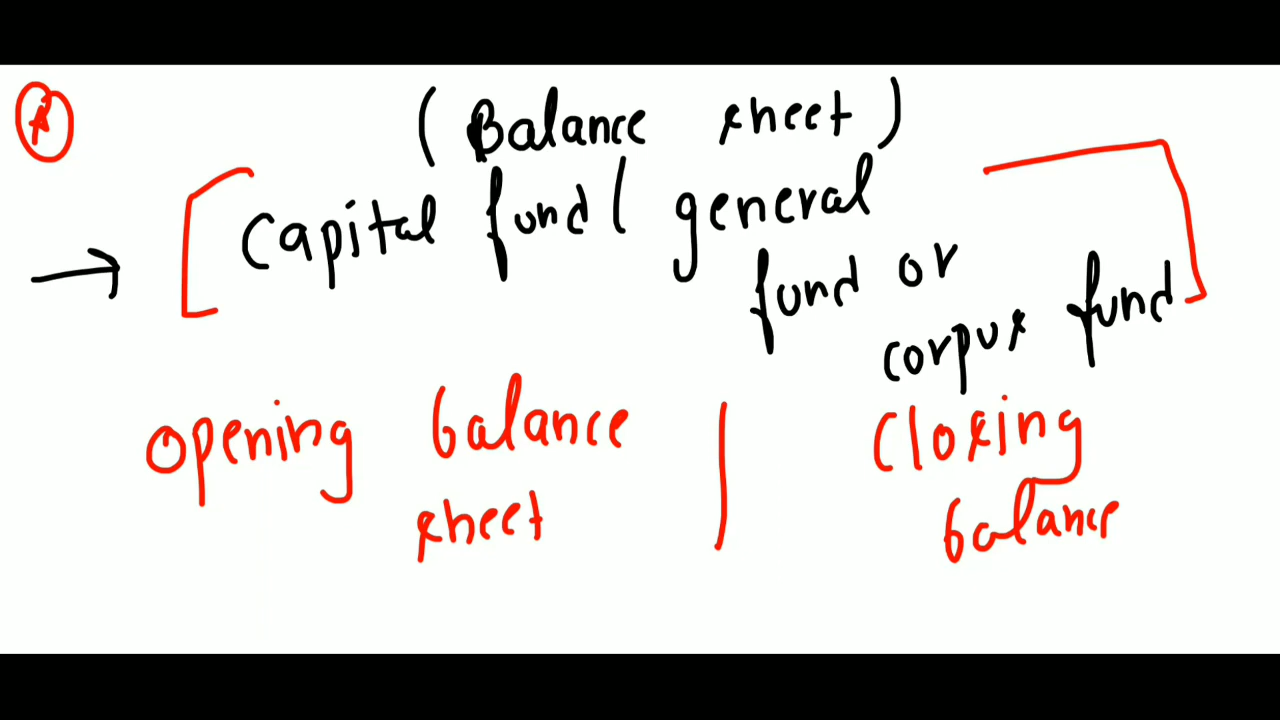 (Balance sheet)
Capital fund/ general
fund or
corpus fund
opening balance | closing
sheet | balance